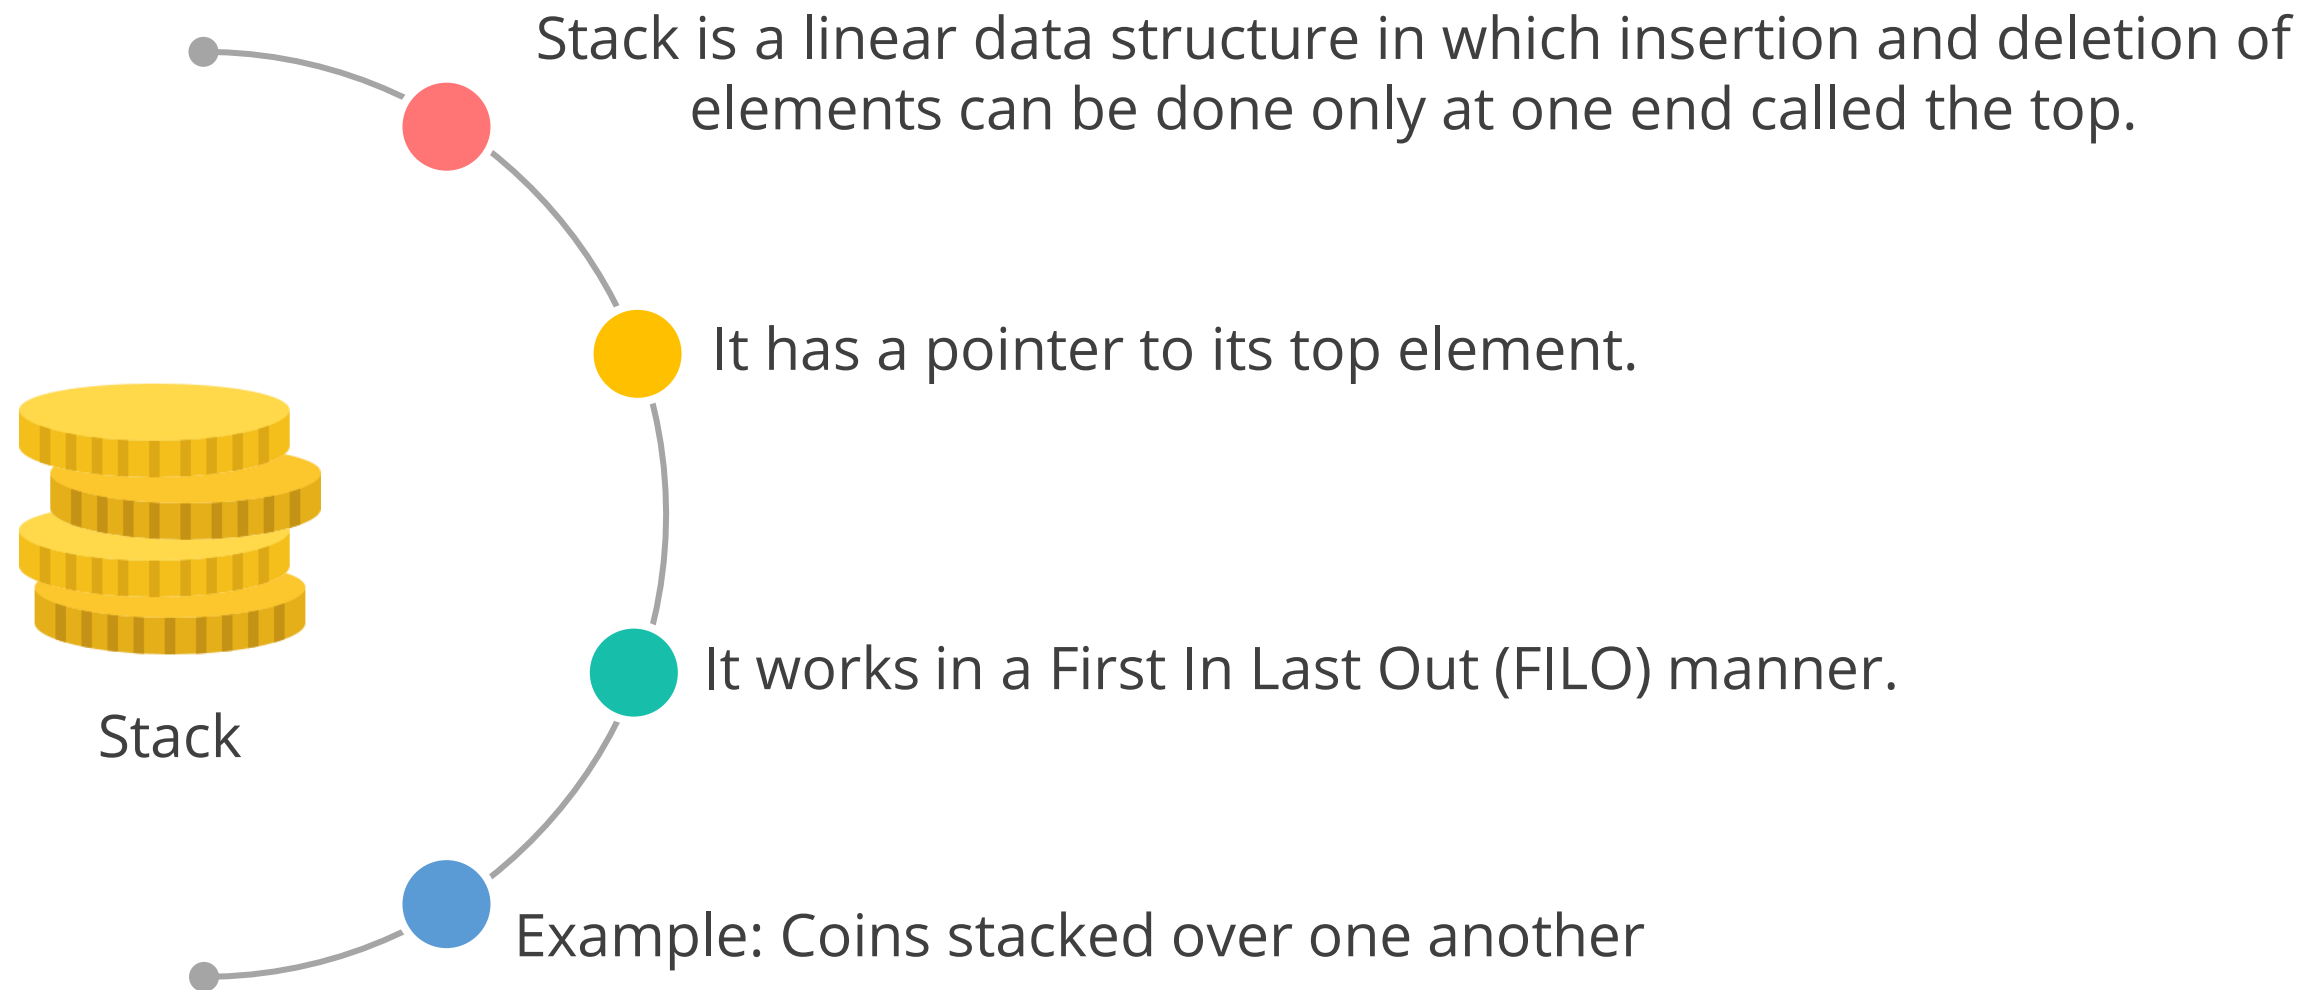 Stack is a linear data structure in which insertion and deletion of
elements can be done only at one end called the top.
It has a pointer to its top element.
It works in a First In Last Out (FILO) manner.
Stack
Example: Coins stacked over one another